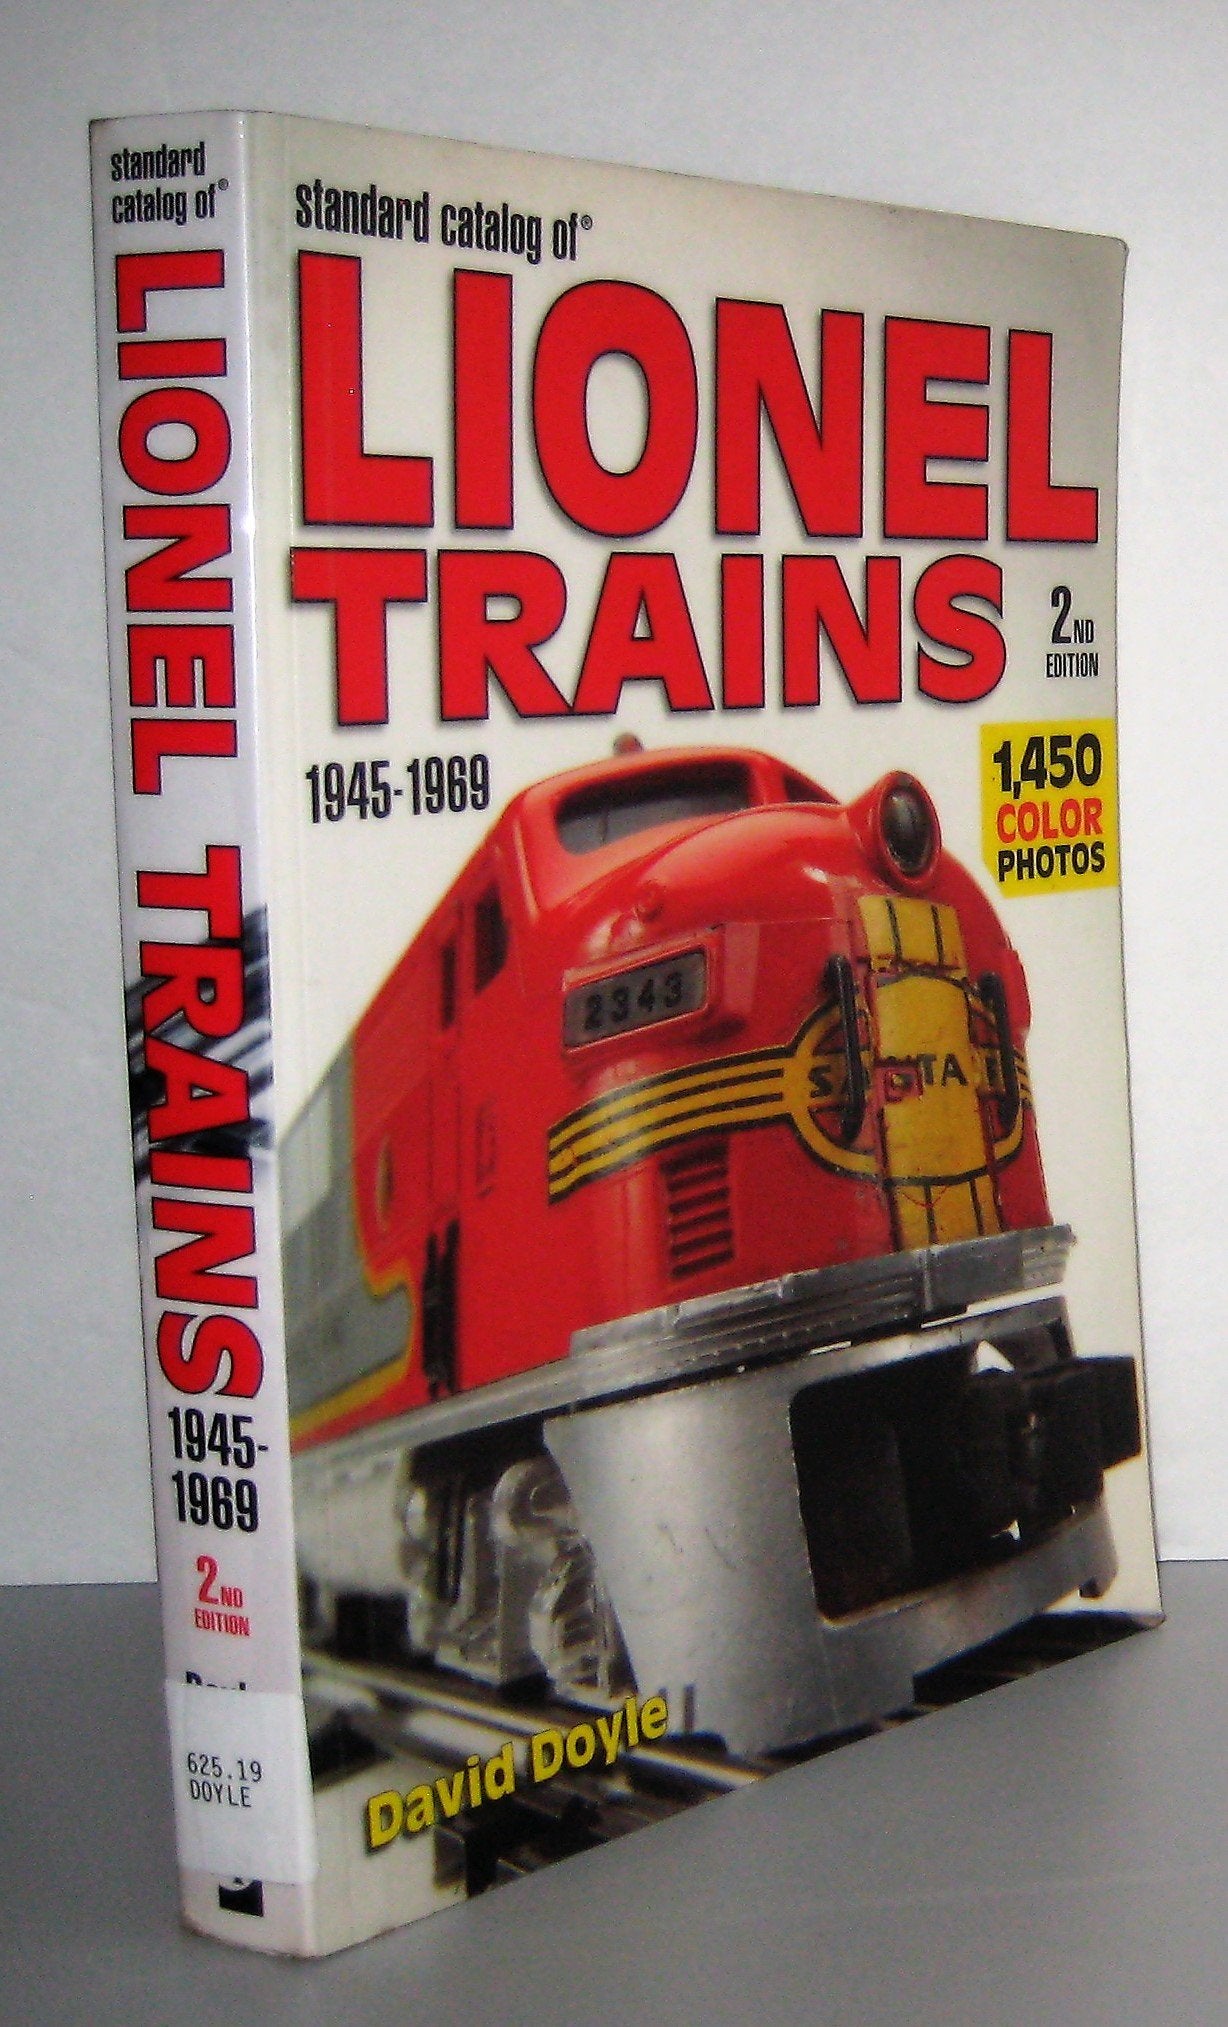 standard
catalog of®
LIONEL TRAINS
1945-
1969
2ND
EDITION
625.19
DOYLE
standard catalog of®
LIONEL
TRAINS
2ND
EDITION
1945-1969
1,450
COLOR
PHOTOS
2343
SANTA
David Doyle